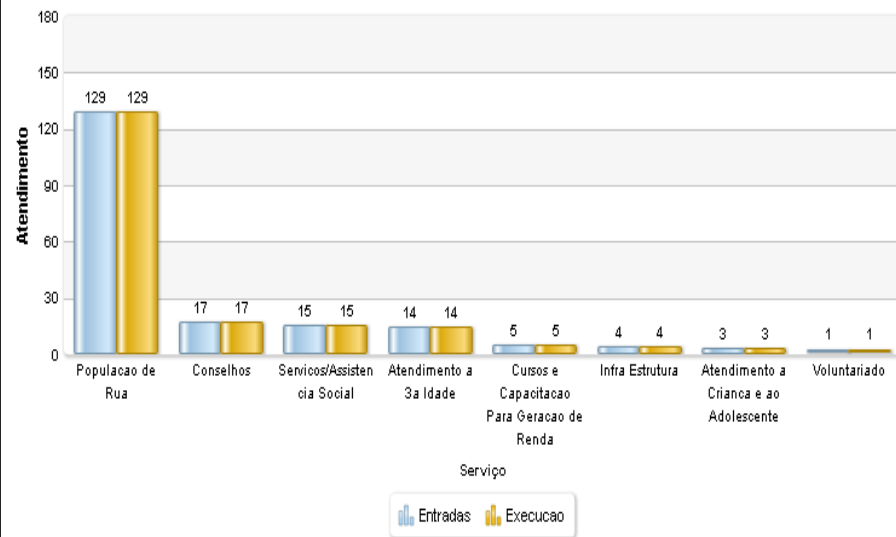 180
150
120
90
60
30
0
Atendimento
129 129
17 17
15 15
14 14
5 5
4 4
3 3
1 1
Populacao de
Rua
Conselhos
Servicos/Assisten
cia Social
Atendimento a
3a Idade
Cursos e
Capacitacao
Para Geracao de
Renda
Infra Estrutura
Atendimento a
Crianca e ao
Adolescente
Voluntariado
Serviço
Entradas Execucao